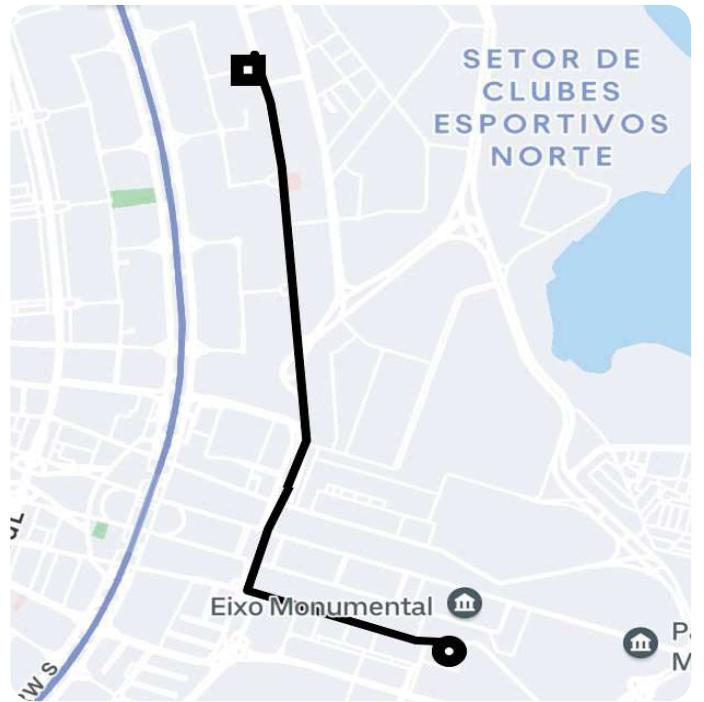 SETOR DE
CLUBES
ESPORTIVOS
NORTE
Eixo Monumental
P
M
W S